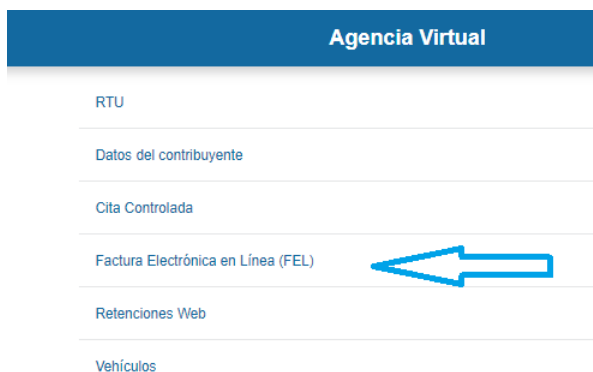 Agencia Virtual
RTU
Datos del contribuyente
Cita Controlada
Factura Electrónica en Línea (FEL)
Retenciones Web
Vehículos